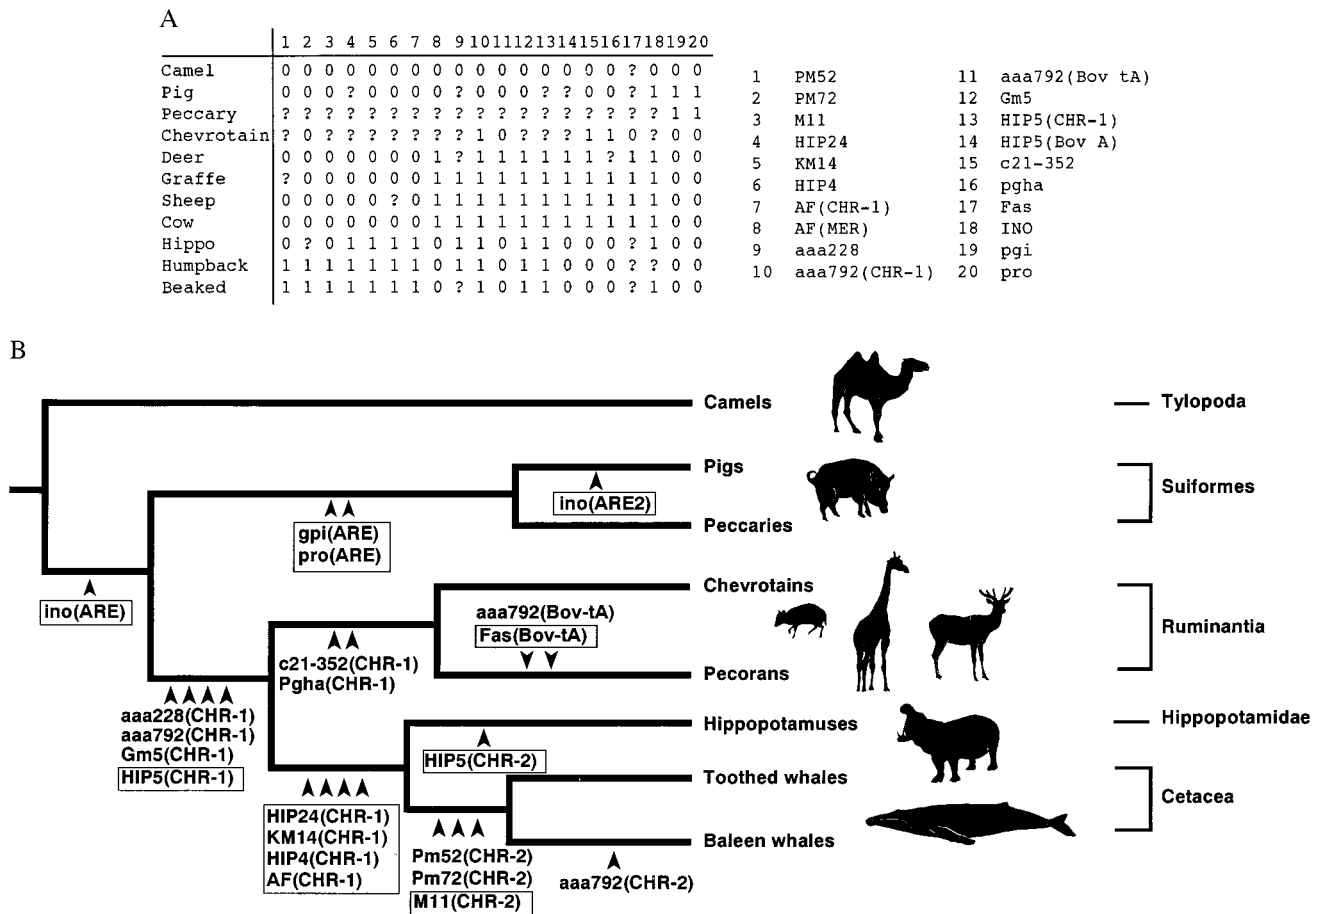 A
1 2 3 4 5 6 7 8 9 10 11 12 13 14 15 16 17 18 19 20
Camel 0 0 0 0 0 0 0 0 0 0 0 0 0 0 0 0 ? 0 0 0
Pig 0 0 0 ? 0 0 0 0 ? 0 0 0 ? ? 0 0 ? 1 1 1
Peccary ? ? ? ? ? ? ? ? ? ? ? ? ? ? ? ? ? ? 1 1
Chevrotain ? 0 ? ? ? ? ? ? ? 1 0 ? ? ? 1 1 0 ? 0 0
Deer 0 0 0 0 0 0 0 1 ? 1 1 1 1 1 1 ? 1 1 0 0
Graffe ? 0 0 0 0 0 0 1 1 1 1 1 1 1 1 1 1 1 0 0
Sheep 0 0 0 0 0 ? 0 1 1 1 1 1 1 1 1 1 1 1 0 0
Cow 0 0 0 0 0 0 0 1 1 1 1 1 1 1 1 1 1 1 0 0
Hippo 0 ? 0 1 1 1 1 0 1 1 0 1 1 0 0 0 ? 1 0 0
Humpback 1 1 1 1 1 1 1 0 1 1 0 1 1 0 0 0 ? ? 0 0
Beaked 1 1 1 1 1 1 1 0 ? 1 0 1 1 0 0 0 ? 1 0 0
1 PM52 11 aaa792(Bov tA)
2 PM72 12 Gm5
3 M11 13 HIP5(CHR-1)
4 HIP24 14 HIP5(Bov A)
5 KM14 15 c21-352
6 HIP4 16 pgha
7 AF(CHR-1) 17 Fas
8 AF(MER) 18 INO
9 aaa228 19 pgi
10 aaa792(CHR-1) 20 pro
B
Camels
Tylopoda
Pigs
Suiformes
ino(ARE2)
Peccaries
gpi(ARE)
pro(ARE)
ino(ARE)
Chevrotains
aaa792(Bov-tA)
Fas(Bov-tA)
Ruminantia
Pecorans
c21-352(CHR-1)
Pgha(CHR-1)
aaa228(CHR-1)
aaa792(CHR-1)
Gm5(CHR-1)
HIP5(CHR-1)
Hippopotamuses
Hippopotamidae
HIP5(CHR-2)
Toothed whales
Cetacea
Baleen whales
HIP24(CHR-1)
KM14(CHR-1)
HIP4(CHR-1)
AF(CHR-1)
Pm52(CHR-2)
Pm72(CHR-2)
M11(CHR-2)
aaa792(CHR-2)